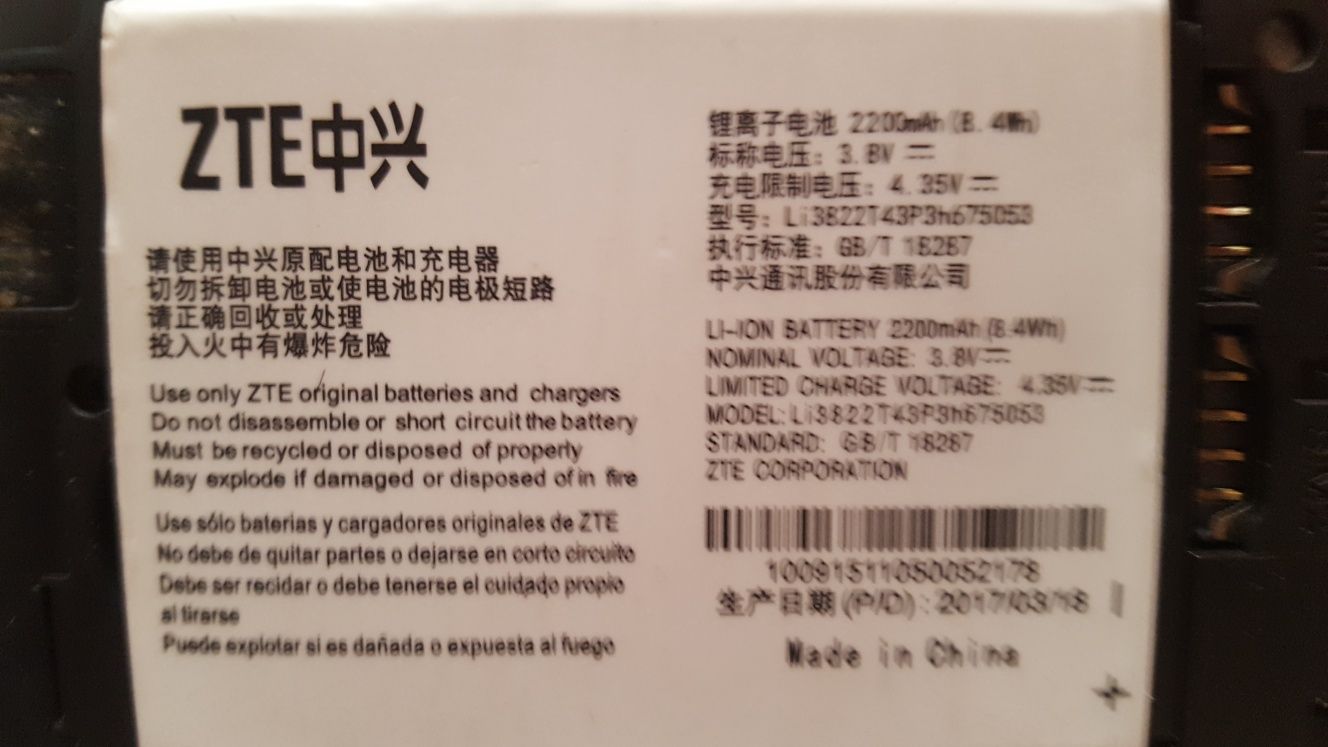 ZTE中兴
请使用中兴原配电池和充电器
切勿拆卸电池或使电池的电极短路
请正确回收或处理
投入火中有爆炸危险
Use only ZTE original batteries and chargers
Do not disassemble or short circuit the battery
Must be recycled or disposed of property
May explode if damaged or disposed of in fire
Use sólo baterias y cargadores originales de ZTE
No debe de quitar partes o dejarse en corto circuito
Debe ser recidar o debe tenerse el cuidado propio
al tirarse
Puede explotar si es dañada o expuesta al fuego
锂离子电池 2200mAh(8.4Wh)
标称电压: 3.8V
充电限制电压: 4.35V
型号: Li3822T43P3h675053
执行标准: GB/T 18287
中兴通讯股份有限公司
LI-ION BATTERY 2200mAh(8.4Wh)
NOMINAL VOLTAGE: 3.8V
LIMITED CHARGE VOLTAGE: 4.35V
MODEL: Li3822T43P3h675053
STANDARD: GB/T 18287
ZTE CORPORATION
10091511050052178
生产日期(P/D): 2017/03/18
Made in China